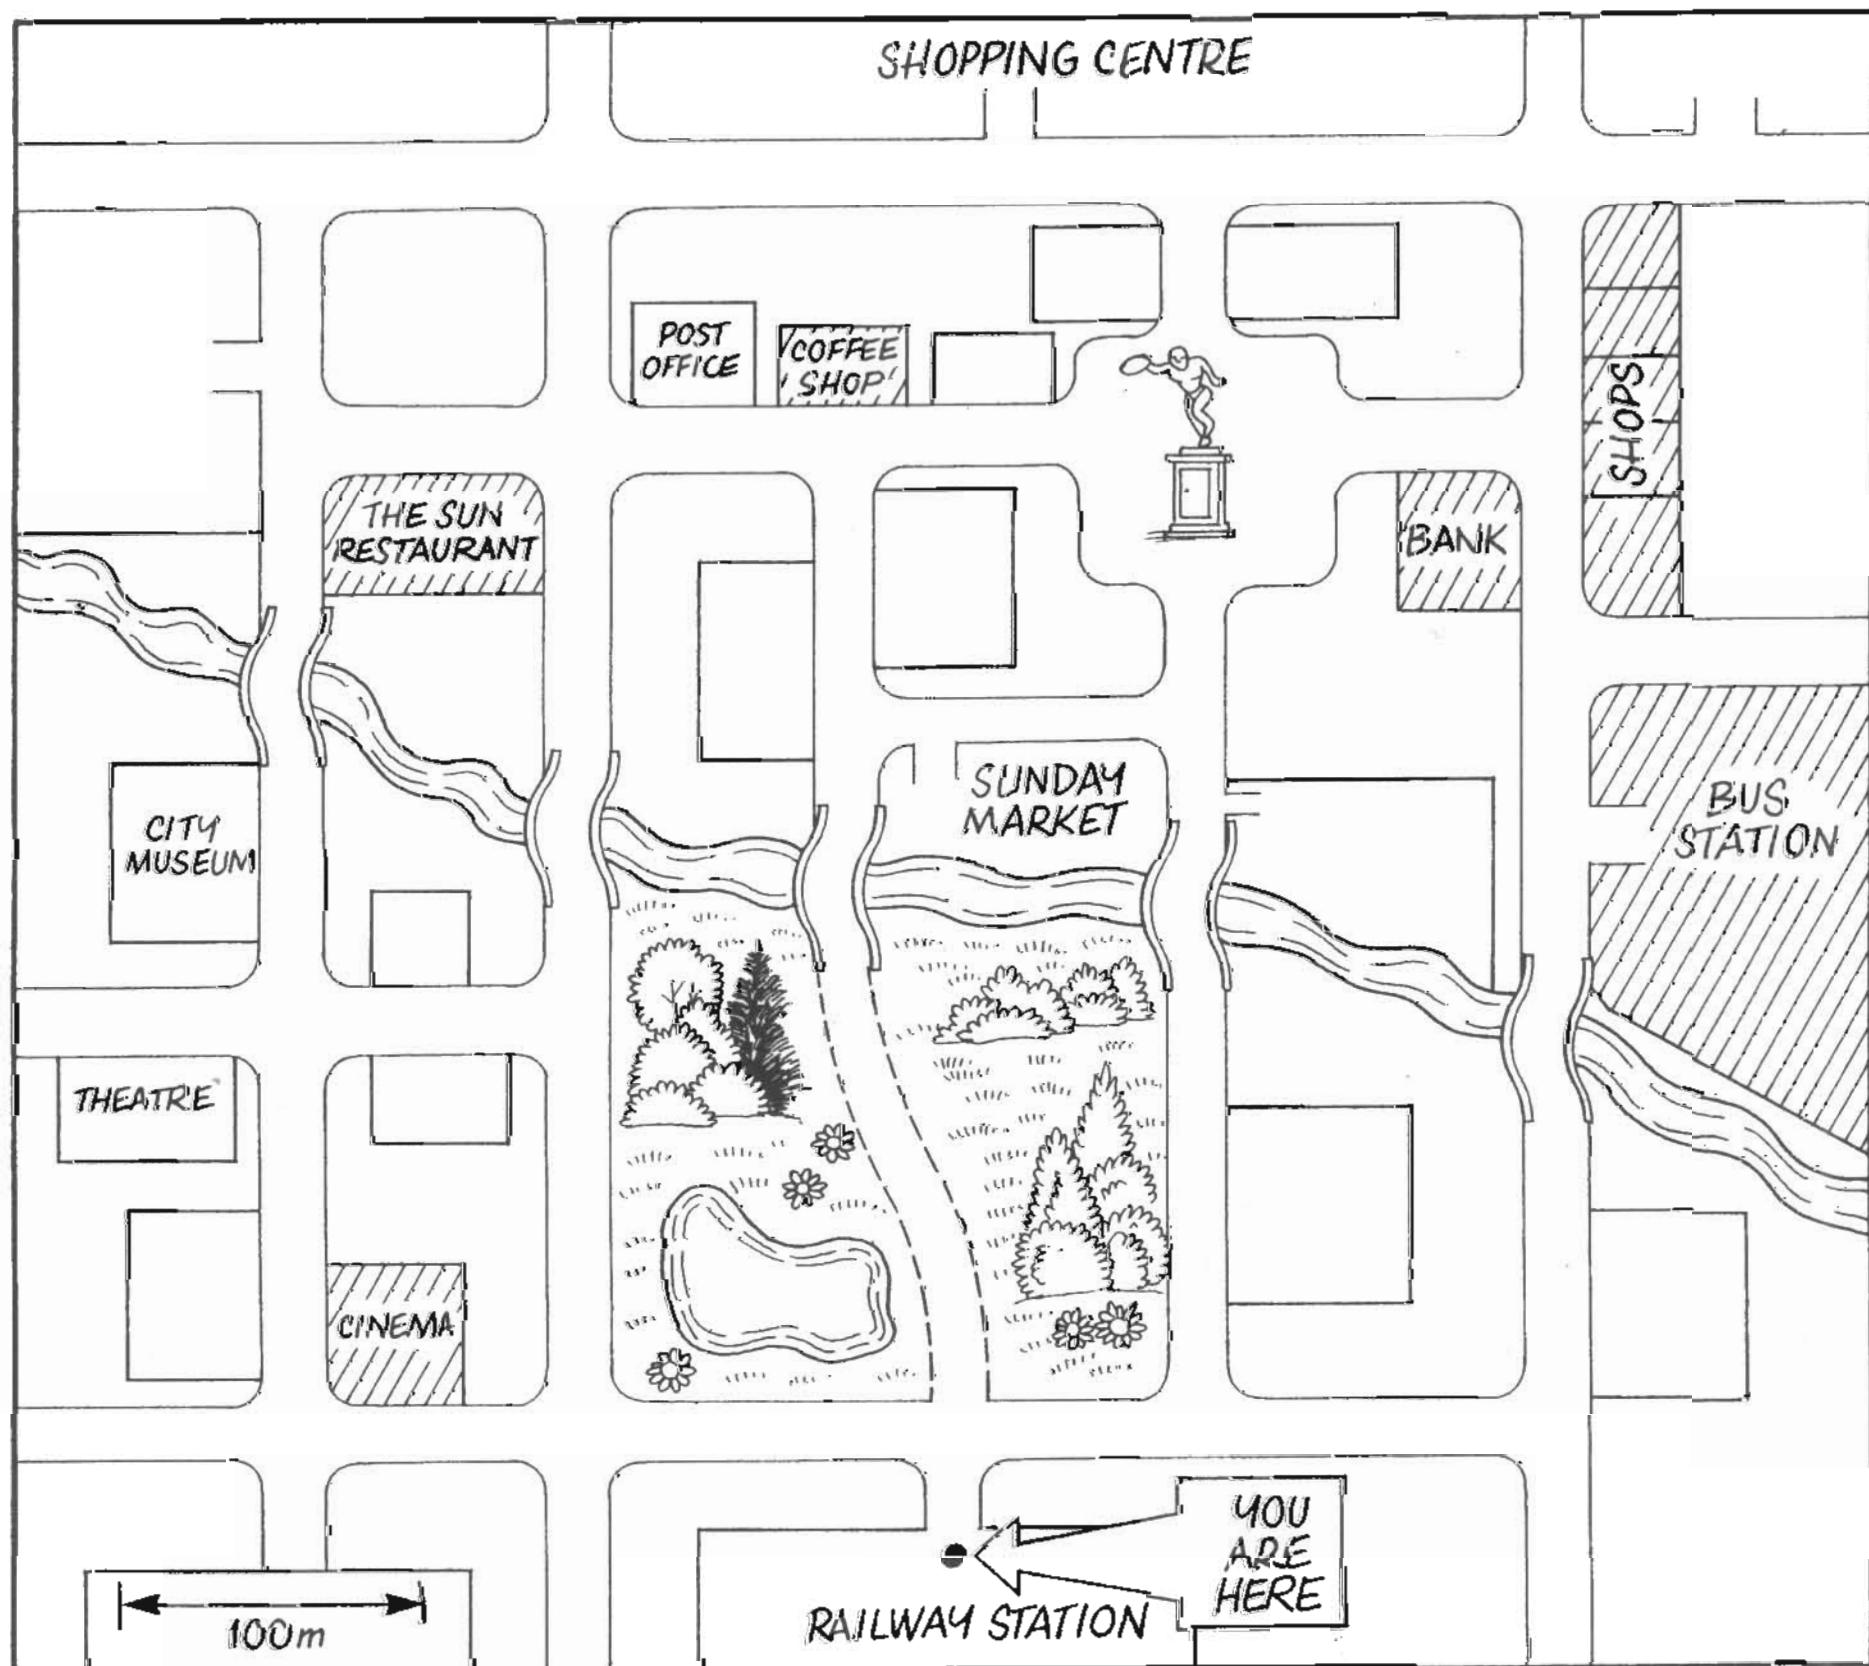 SHOPPING CENTRE
POST
OFFICE
COFFEE
SHOP
SHOPS
THE SUN
RESTAURANT
BANK
SUNDAY
MARKET
BUS
STATION
CITY
MUSEUM
THEATRE
CINEMA
YOU
ARE
HERE
RAILWAY STATION
100m